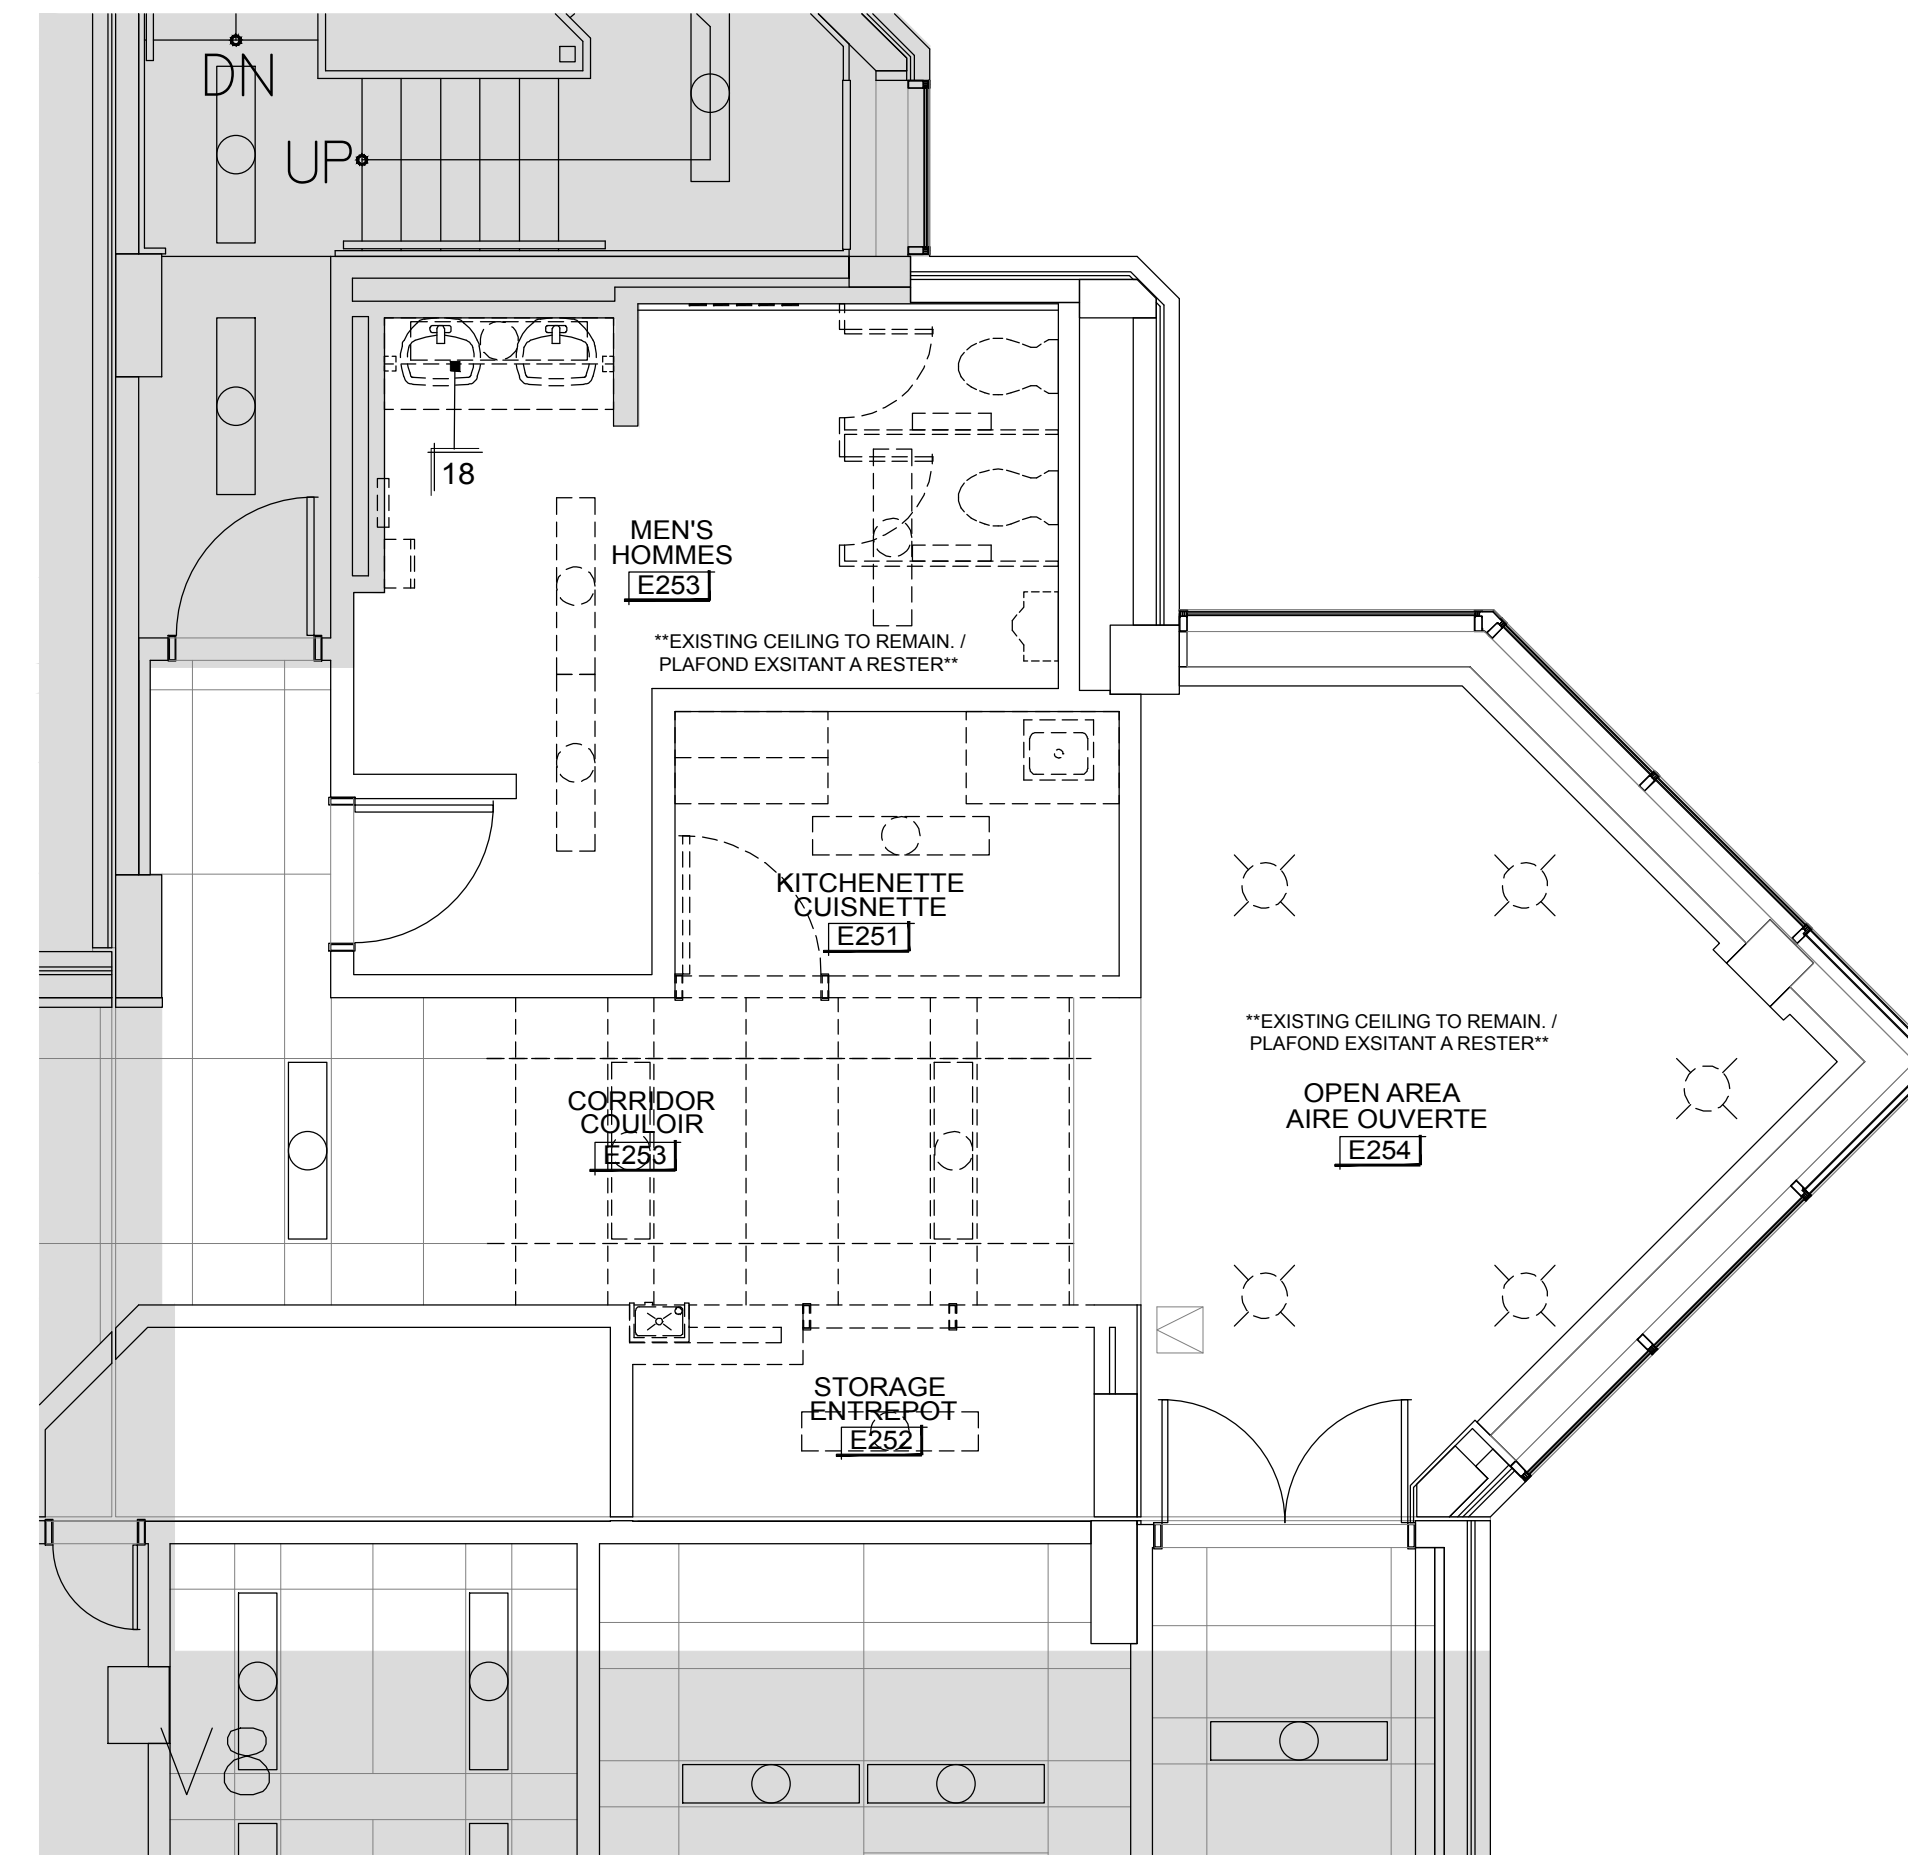 DN
UP
18
MEN'S
HOMMES
E253
**EXISTING CEILING TO REMAIN. /
PLAFOND EXSITANT A RESTER**
KITCHENETTE
CUISNETTE
E251
**EXISTING CEILING TO REMAIN. /
PLAFOND EXSITANT A RESTER**
OPEN AREA
AIRE OUVERTE
E254
CORRIDOR
COULOIR
E253
STORAGE
ENTREPOT
E252
V8